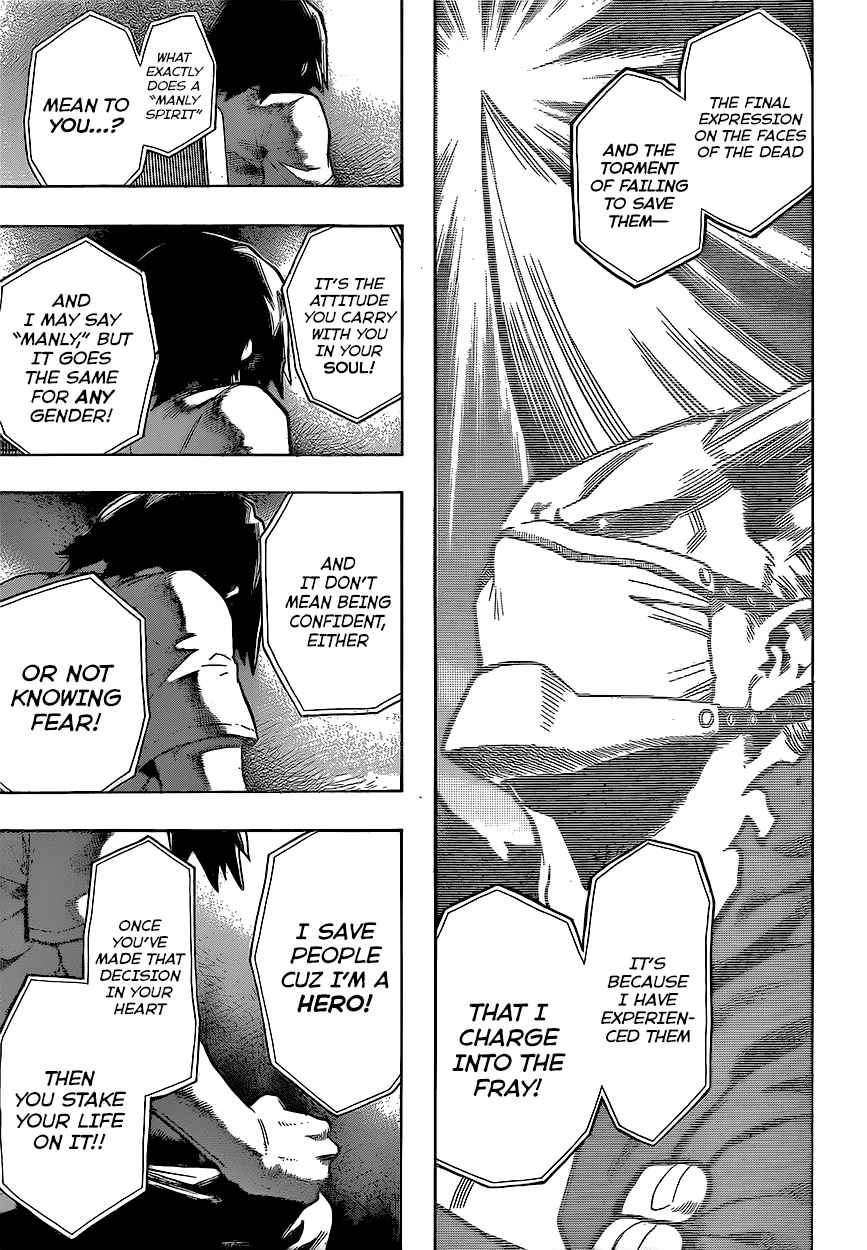 THE FINAL
EXPRESSION
ON THE FACES
OF THE DEAD
AND THE
TORMENT
OF FAILING
TO SAVE
THEM—
IT'S
BECAUSE
I HAVE
EXPERIEN-
CED THEM
THAT I
CHARGE
INTO THE
FRAY!
WHAT
EXACTLY
DOES A
"MANLY
SPIRIT"
MEAN TO
YOU...?
IT'S THE
ATTITUDE
YOU CARRY
WITH YOU
IN YOUR
SOUL!
AND
I MAY SAY
"MANLY," BUT
IT GOES
THE SAME
FOR ANY
GENDER!
AND
IT DON'T
MEAN BEING
CONFIDENT,
EITHER
OR NOT
KNOWING
FEAR!
I SAVE
PEOPLE
CUZ I'M A
HERO!
ONCE
YOU'VE
MADE THAT
DECISION
IN YOUR
HEART
THEN
YOU STAKE
YOUR LIFE
ON IT!!